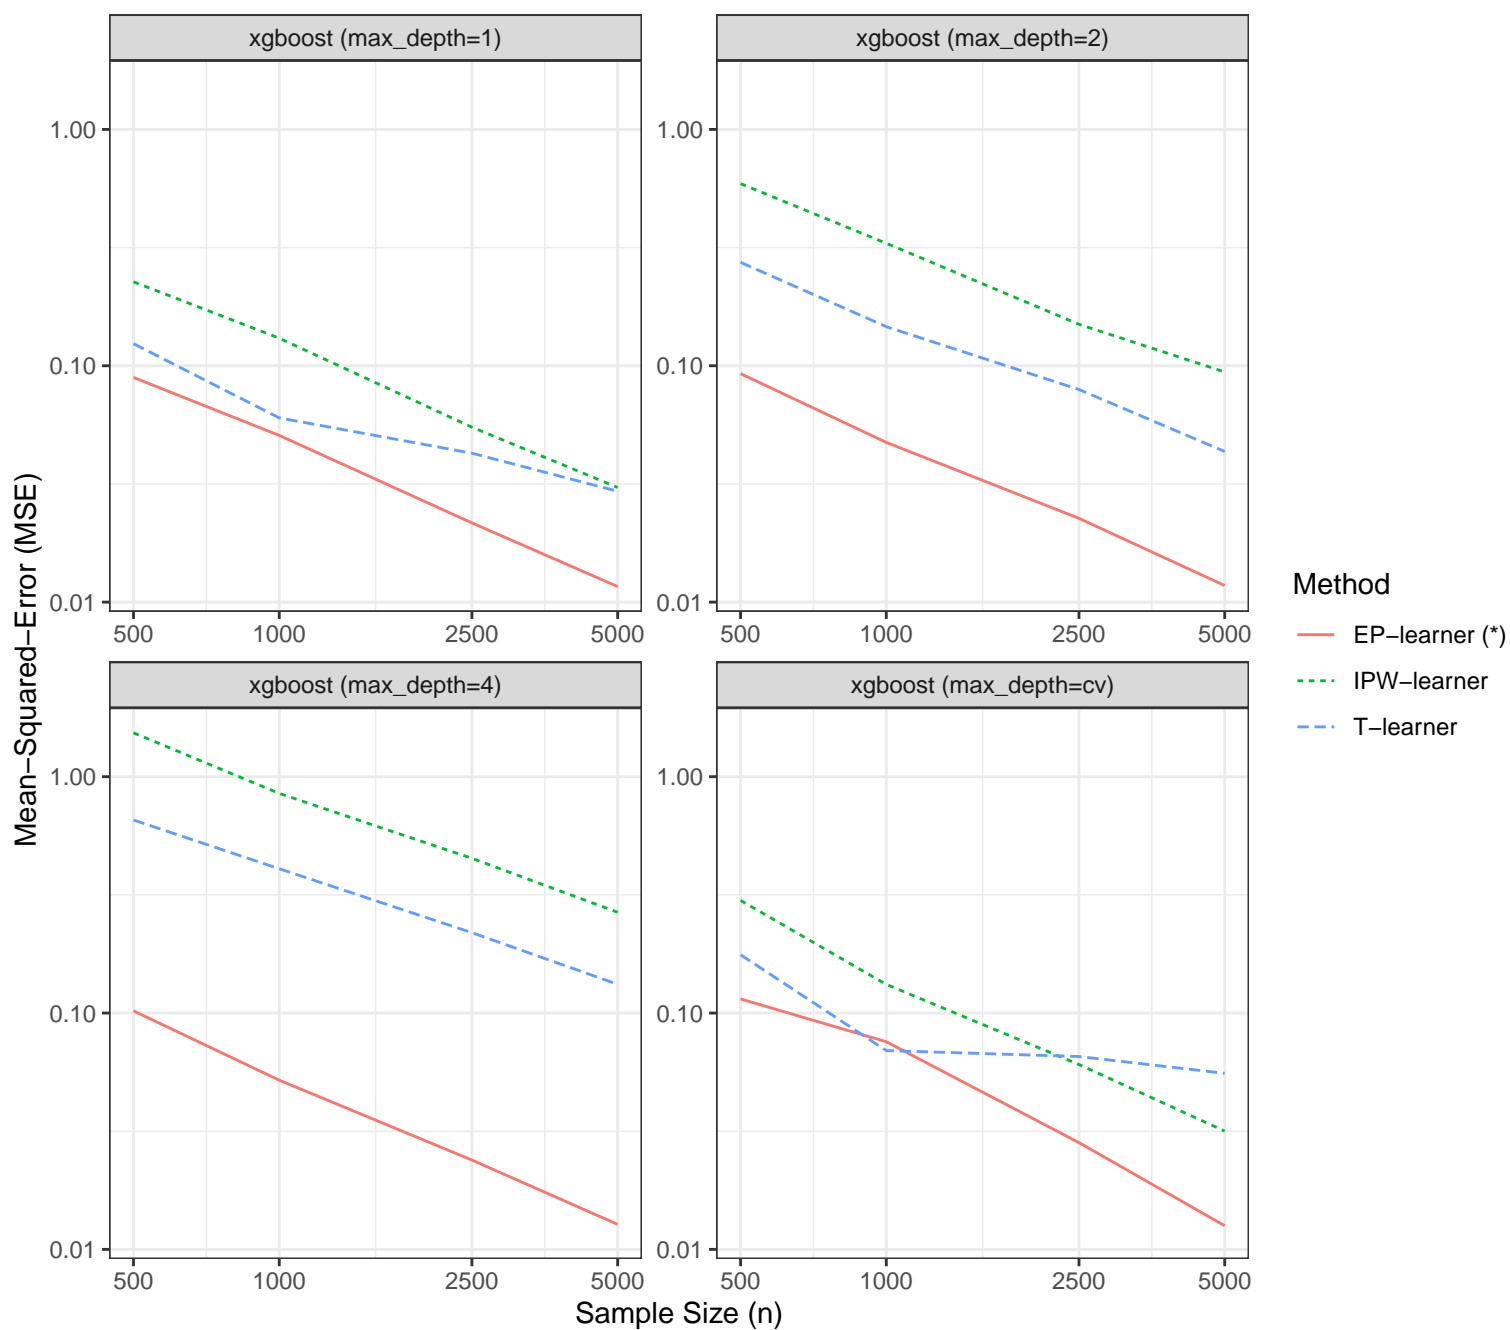 xgboost (max_depth=1)
xgboost (max_depth=2)
1.00
0.10
0.01
500 1000 2500 5000
1.00
0.10
0.01
500 1000 2500 5000
xgboost (max_depth=4)
xgboost (max_depth=cv)
1.00
0.10
0.01
500 1000 2500 5000
1.00
0.10
0.01
500 1000 2500 5000
Mean−Squared−Error (MSE)
Sample Size (n)
Method
EP−learner (*)
IPW−learner
T−learner